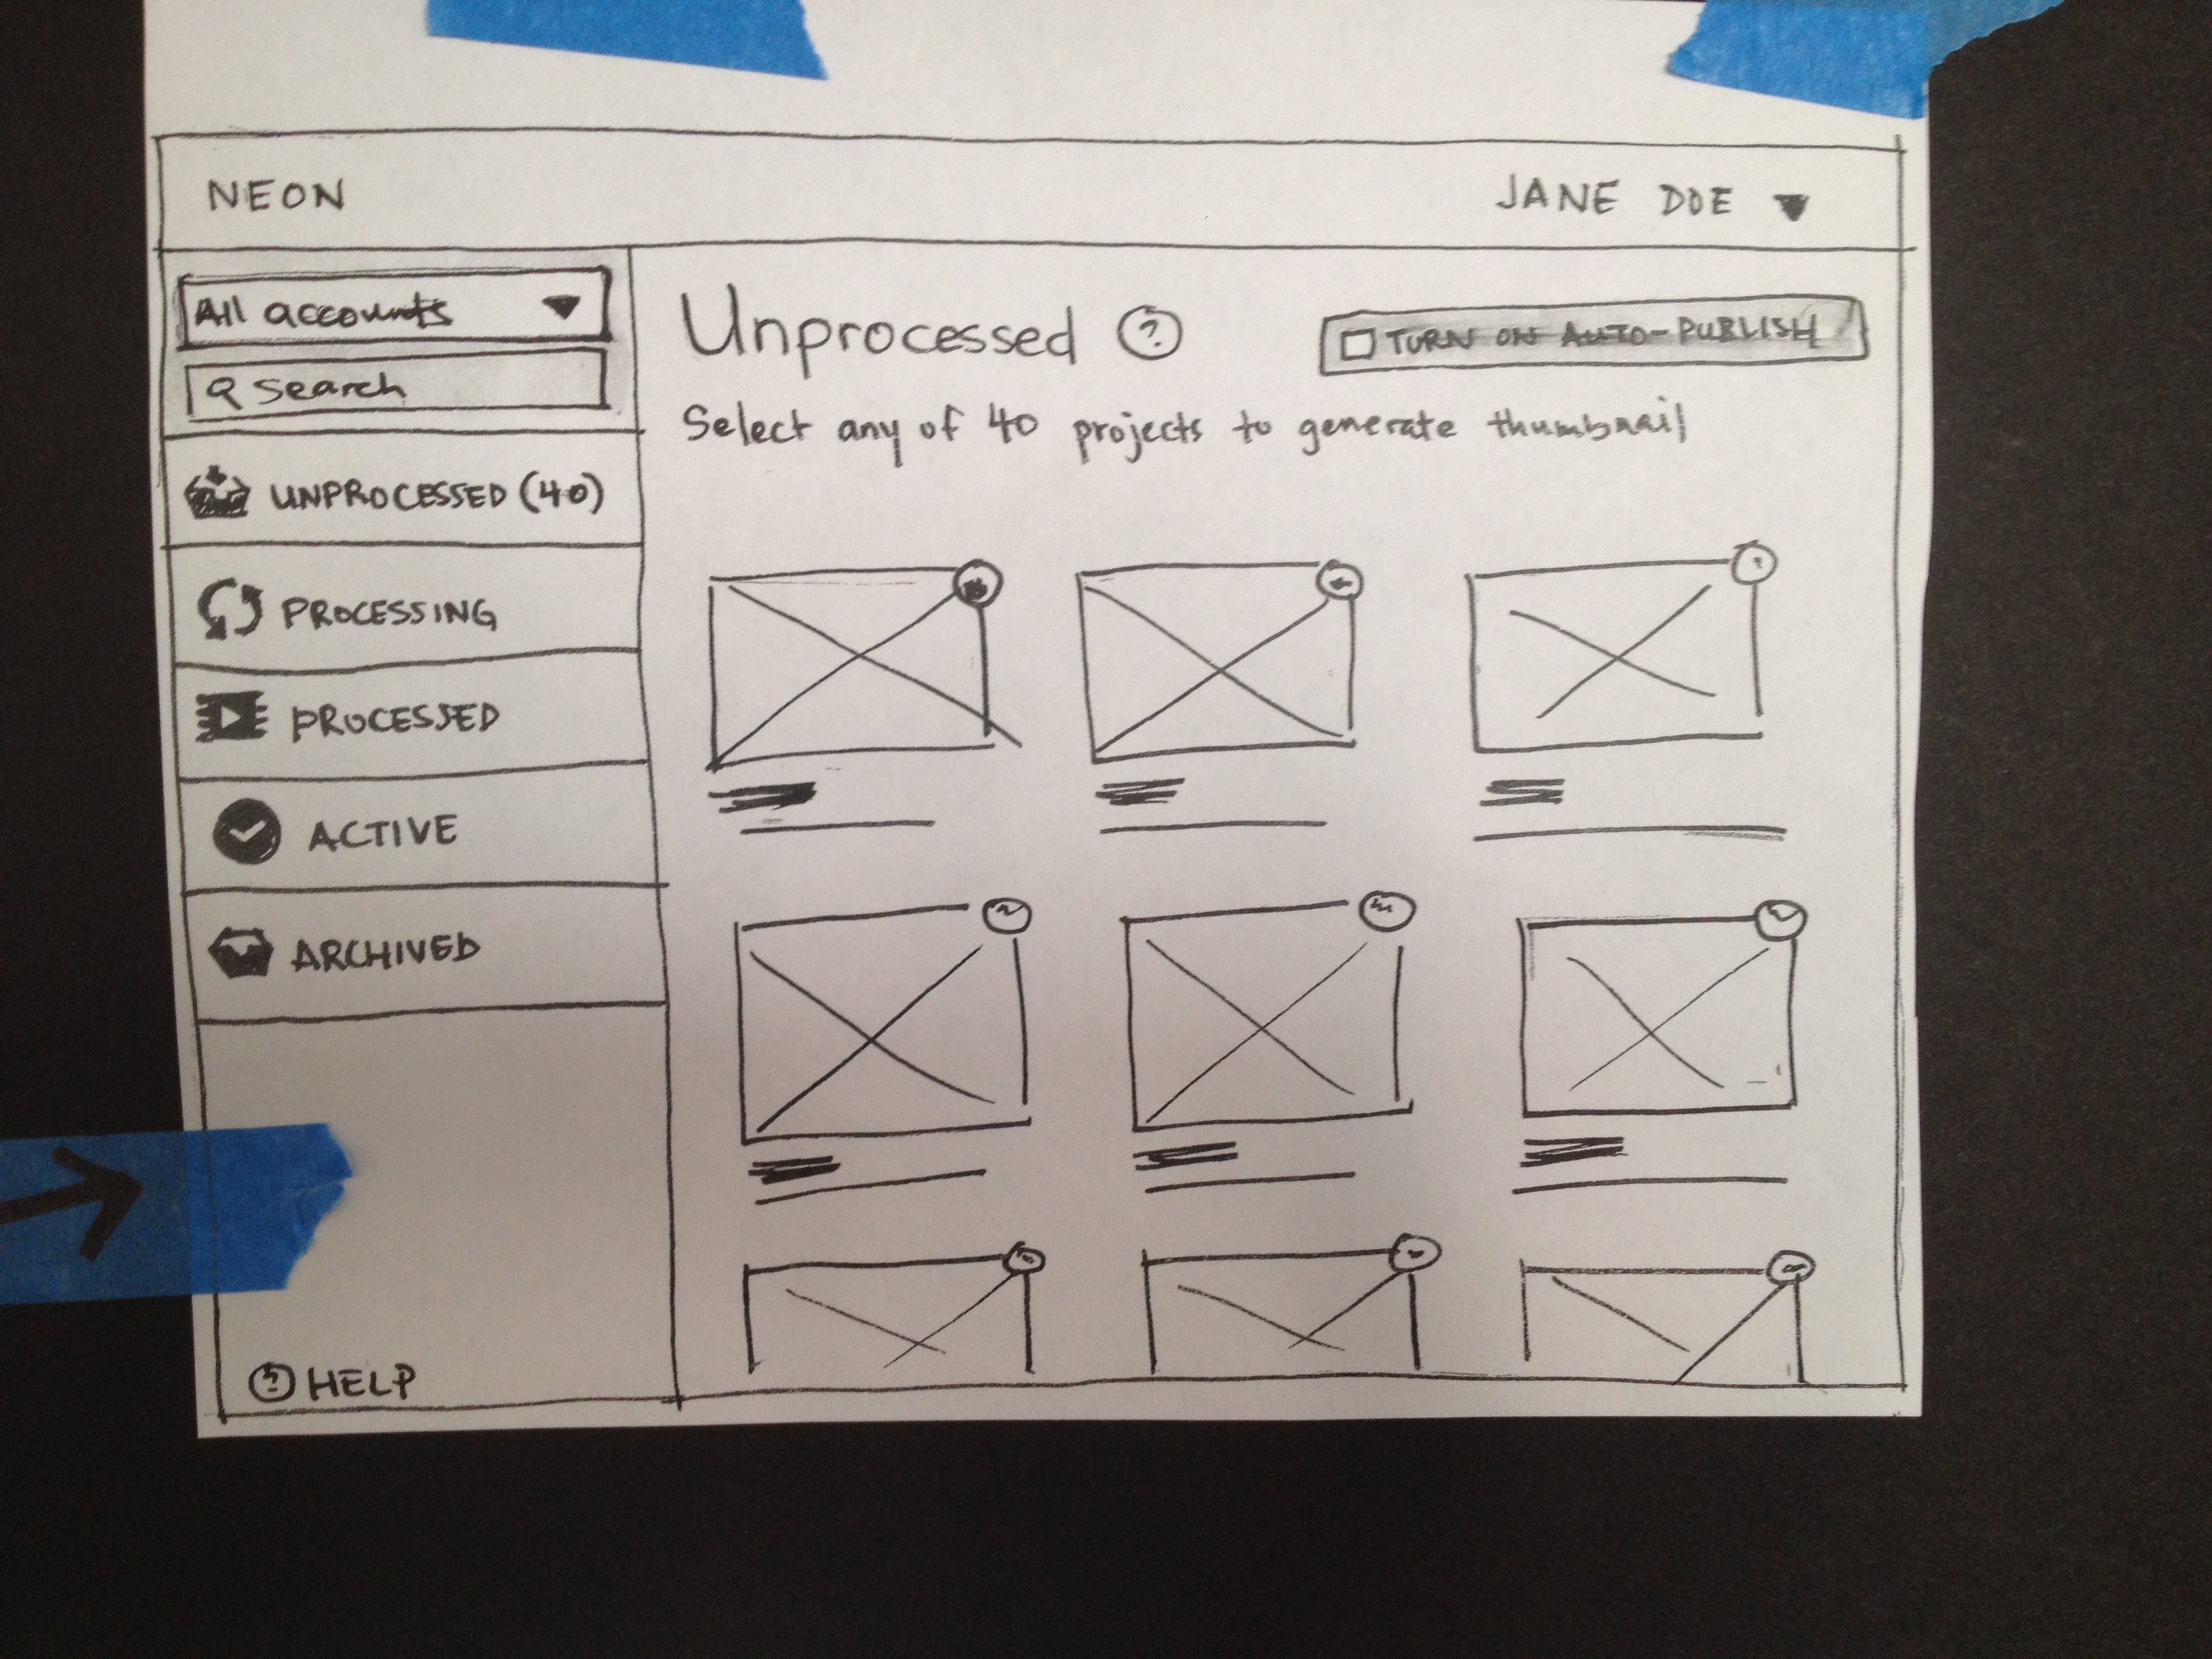 NEON
JANE DOE
All accounts
Search
UNPROCESSED (40)
PROCESSING
PROCESSED
ACTIVE
ARCHIVED
? HELP
Unprocessed ?
TURN ON AUTO-PUBLISH
Select any of 40 projects to generate thumbnail